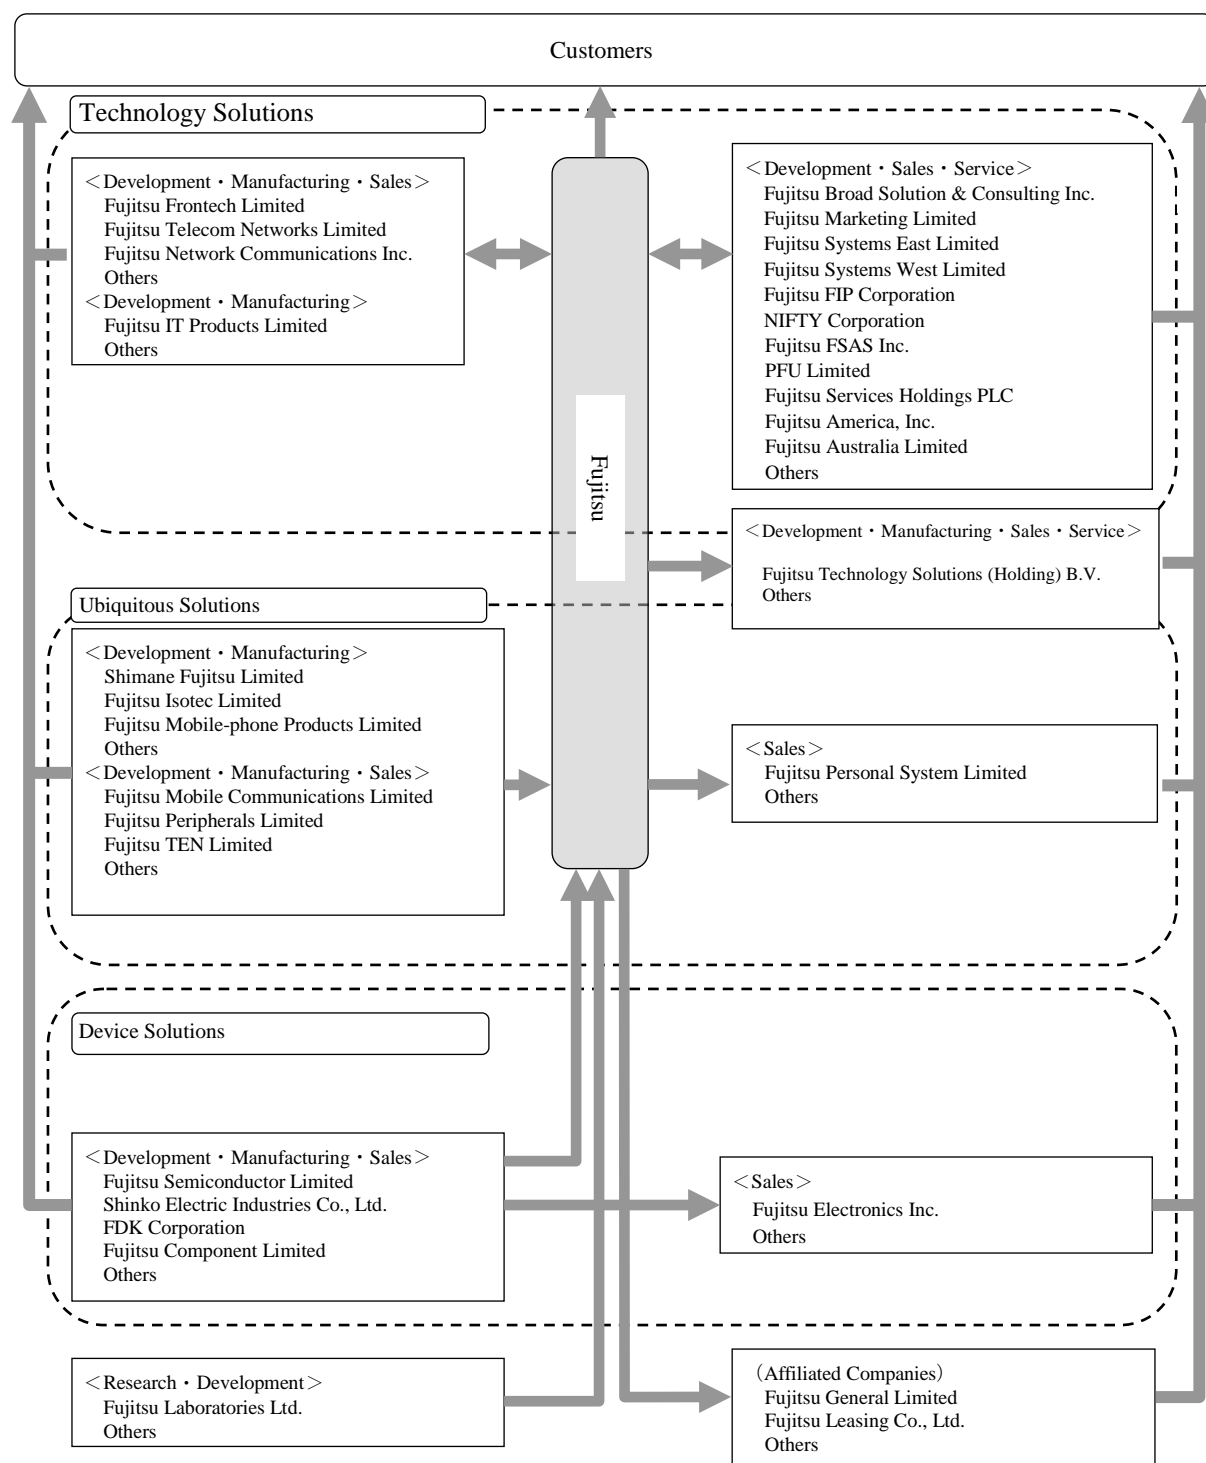 Customers
Technology Solutions
＜Development・Manufacturing・Sales＞
Fujitsu Frontech Limited
Fujitsu Telecom Networks Limited
Fujitsu Network Communications Inc.
Others
＜Development・Manufacturing＞
Fujitsu IT Products Limited
Others
Fujitsu
＜Development・Sales・Service＞
Fujitsu Broad Solution & Consulting Inc.
Fujitsu Marketing Limited
Fujitsu Systems East Limited
Fujitsu Systems West Limited
Fujitsu FIP Corporation
NIFTY Corporation
Fujitsu FSAS Inc.
PFU Limited
Fujitsu Services Holdings PLC
Fujitsu America, Inc.
Fujitsu Australia Limited
Others
＜Development・Manufacturing・Sales・Service＞
Fujitsu Technology Solutions (Holding) B.V.
Others
Ubiquitous Solutions
＜Development・Manufacturing＞
Shimane Fujitsu Limited
Fujitsu Isotec Limited
Fujitsu Mobile-phone Products Limited
Others
＜Development・Manufacturing・Sales＞
Fujitsu Mobile Communications Limited
Fujitsu Peripherals Limited
Fujitsu TEN Limited
Others
＜Sales＞
Fujitsu Personal System Limited
Others
Device Solutions
＜Development・Manufacturing・Sales＞
Fujitsu Semiconductor Limited
Shinko Electric Industries Co., Ltd.
FDK Corporation
Fujitsu Component Limited
Others
＜Sales＞
Fujitsu Electronics Inc.
Others
＜Research・Development＞
Fujitsu Laboratories Ltd.
Others
（Affiliated Companies）
Fujitsu General Limited
Fujitsu Leasing Co., Ltd.
Others